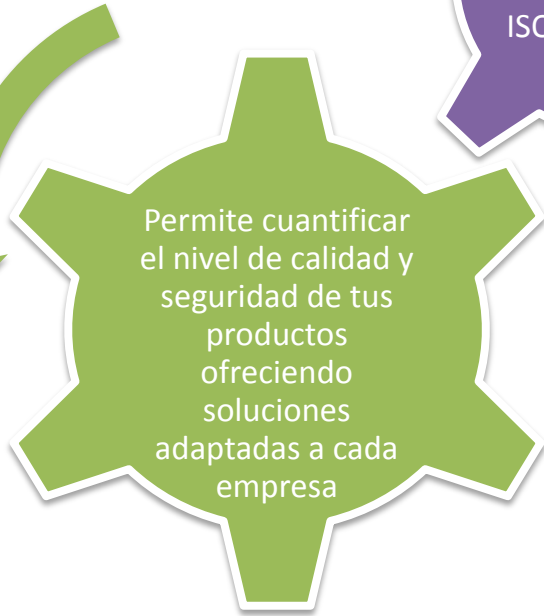 ISO
Permite cuantificar
el nivel de calidad y
seguridad de tus
productos
ofreciendo
soluciones
adaptadas a cada
empresa